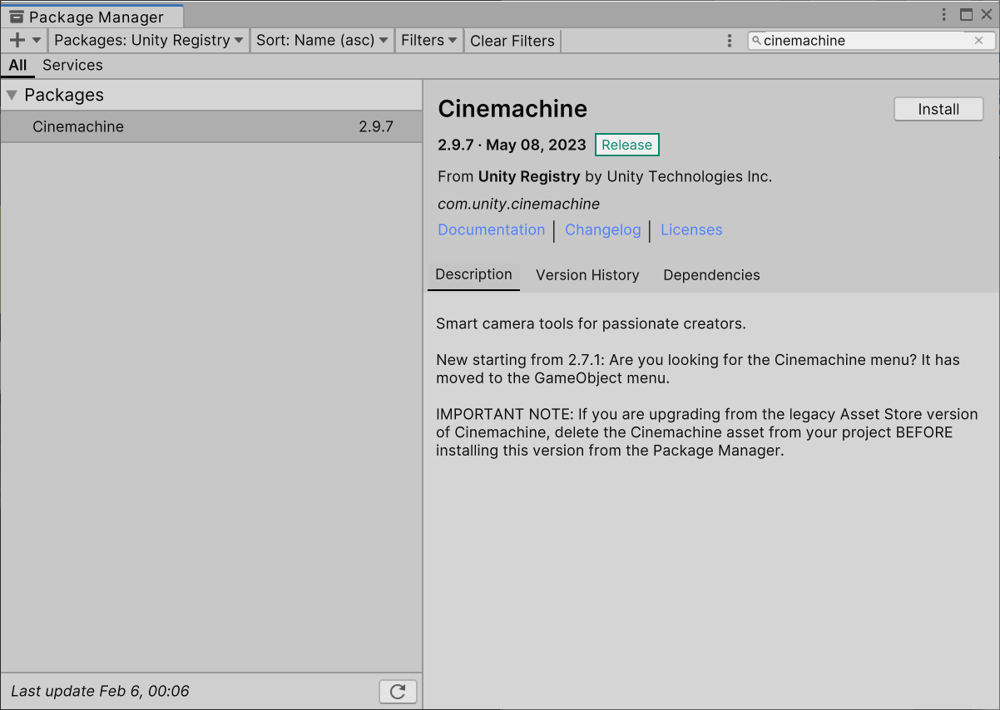 Package Manager
Packages: Unity Registry
Sort: Name (asc)
Filters
Clear Filters
cinemachine
All
Services
Packages
Cinemachine 2.9.7
Cinemachine
Install
2.9.7 · May 08, 2023 Release
From Unity Registry by Unity Technologies Inc.
com.unity.cinemachine
Documentation | Changelog | Licenses
Description
Version History
Dependencies
Smart camera tools for passionate creators.
New starting from 2.7.1: Are you looking for the Cinemachine menu? It has
moved to the GameObject menu.
IMPORTANT NOTE: If you are upgrading from the legacy Asset Store version
of Cinemachine, delete the Cinemachine asset from your project BEFORE
installing this version from the Package Manager.
Last update Feb 6, 00:06